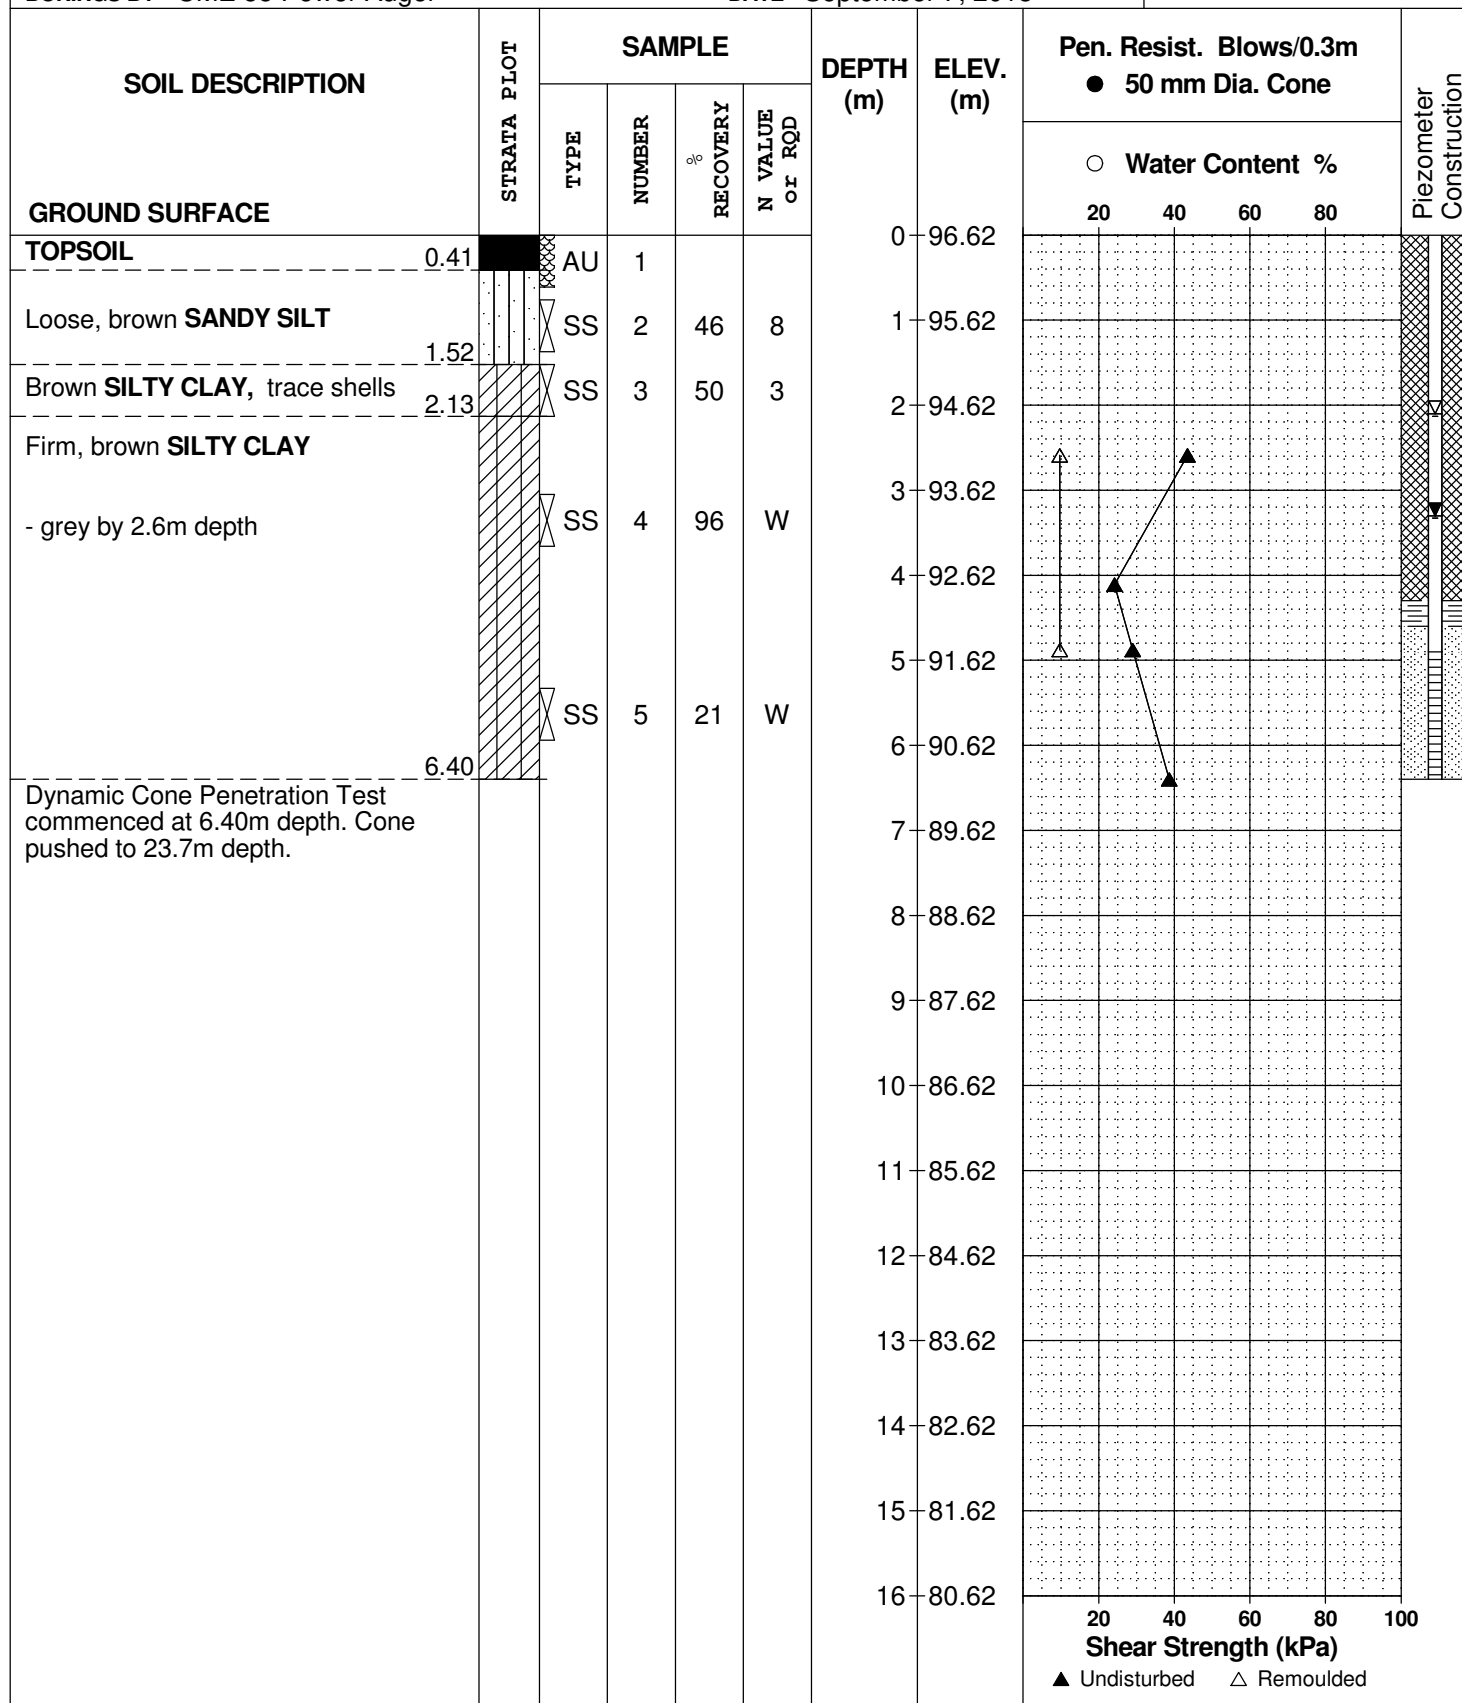 SOIL DESCRIPTION
GROUND SURFACE
STRATA PLOT
SAMPLE
TYPE
NUMBER
% RECOVERY
N VALUE or RQD
DEPTH (m)
ELEV. (m)
Pen. Resist. Blows/0.3m
● 50 mm Dia. Cone
○ Water Content %
20 40 60 80
Piezometer Construction
TOPSOIL 0.41
AU 1
0 96.62
Loose, brown SANDY SILT
1.52
SS 2 46 8
1 95.62
Brown SILTY CLAY, trace shells
2.13
SS 3 50 3
2 94.62
Firm, brown SILTY CLAY
3 93.62
- grey by 2.6m depth
SS 4 96 W
4 92.62
5 91.62
SS 5 21 W
6 90.62
6.40
Dynamic Cone Penetration Test
commenced at 6.40m depth. Cone
pushed to 23.7m depth.
7 89.62
8 88.62
9 87.62
10 86.62
11 85.62
12 84.62
13 83.62
14 82.62
15 81.62
16 80.62
20 40 60 80 100
Shear Strength (kPa)
▲ Undisturbed △ Remoulded